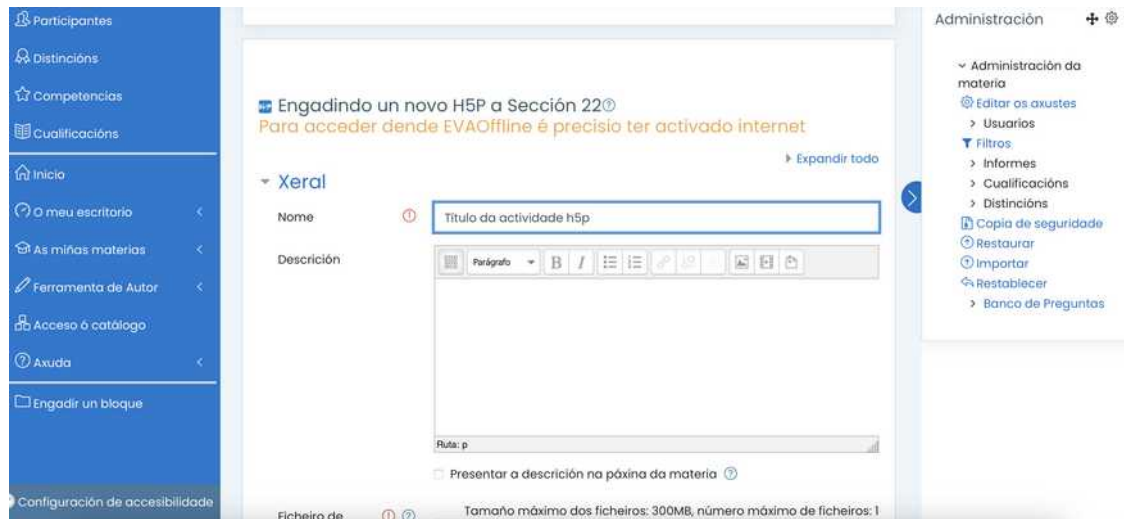 Participantes
Distincións
Competencias
Cualificacións
Inicio
O meu escritorio
As miñas materias
Ferramenta de Autor
Acceso ó catálogo
Axuda
Engadir un bloque
Configuración de accesibilidade
Engadindo un novo H5P a Sección 22
Para acceder dende EVAOffline é precisio ter activado internet
Expandir todo
Xeral
Nome
Título da actividade h5p
Descrición
Parágrafo
B I
Ruta: p
Presentar a descrición na páxina da materia
Ficheiro de
Tamaño máximo dos ficheiros: 300MB, número máximo de ficheiros: 1
Administración
Administración da
materia
Editar os axustes
Usuarios
Filtros
Informes
Cualificacións
Distincións
Copia de seguridade
Restaurar
Importar
Restablecer
Banco de Preguntas